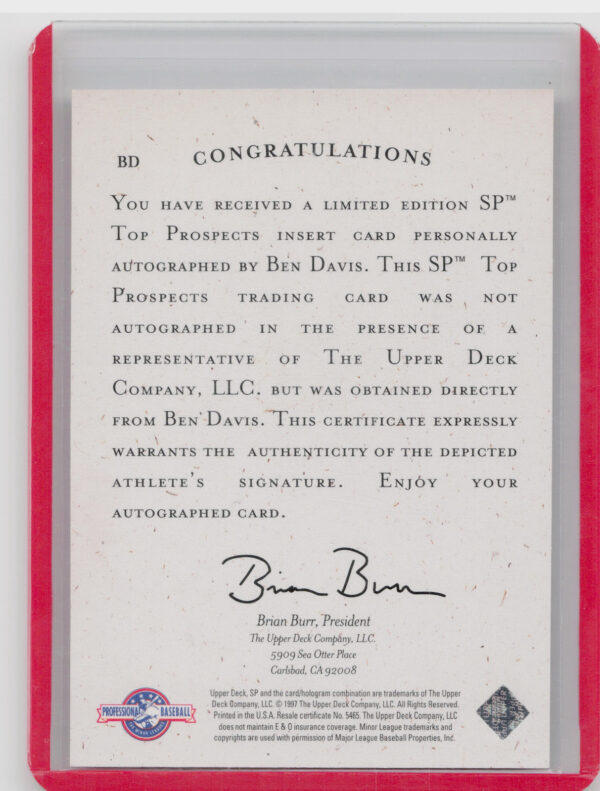 BD
CONGRATULATIONS
YOU HAVE RECEIVED A LIMITED EDITION SP™
TOP PROSPECTS INSERT CARD PERSONALLY
AUTOGRAPHED BY BEN DAVIS. THIS SP™ TOP
PROSPECTS TRADING CARD WAS NOT
AUTOGRAPHED IN THE PRESENCE OF A
REPRESENTATIVE OF THE UPPER DECK
COMPANY, LLC. BUT WAS OBTAINED DIRECTLY
FROM BEN DAVIS. THIS CERTIFICATE EXPRESSLY
WARRANTS THE AUTHENTICITY OF THE DEPICTED
ATHLETE'S SIGNATURE. ENJOY YOUR
AUTOGRAPHED CARD.
Brian Burr
Brian Burr, President
The Upper Deck Company, LLC.
5909 Sea Otter Place
Carlsbad, CA 92008
PROFESSIONAL BASEBALL
Upper Deck, SP and the card/hologram combination are trademarks of The Upper
Deck Company, LLC. © 1997 The Upper Deck Company, LLC. All Rights Reserved.
Printed in the U.S.A. Resale certificate No. 5465. The Upper Deck Company, LLC
does not maintain E & O insurance coverage. Minor League trademarks and
copyrights are used with permission of Major League Baseball Properties, Inc.